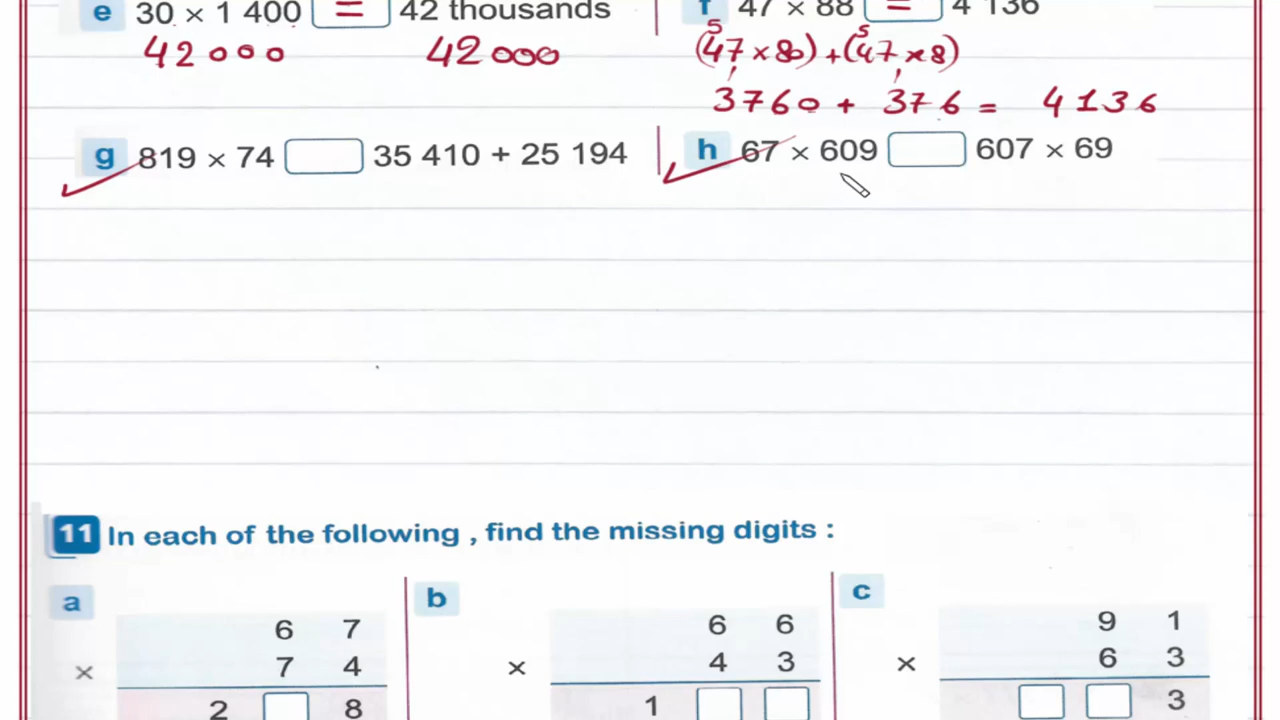 e 30 × 1 400 = 42 thousands
42000 42000
f 47 × 88 = 4 136
5 5
(47 × 80) + (47 × 8)
3760 + 376 = 4136
g 819 × 74 35 410 + 25 194
h 67 × 609 607 × 69
11 In each of the following , find the missing digits :
a
6 7
× 7 4
2 8
b
6 6
× 4 3
1
c
9 1
× 6 3
3